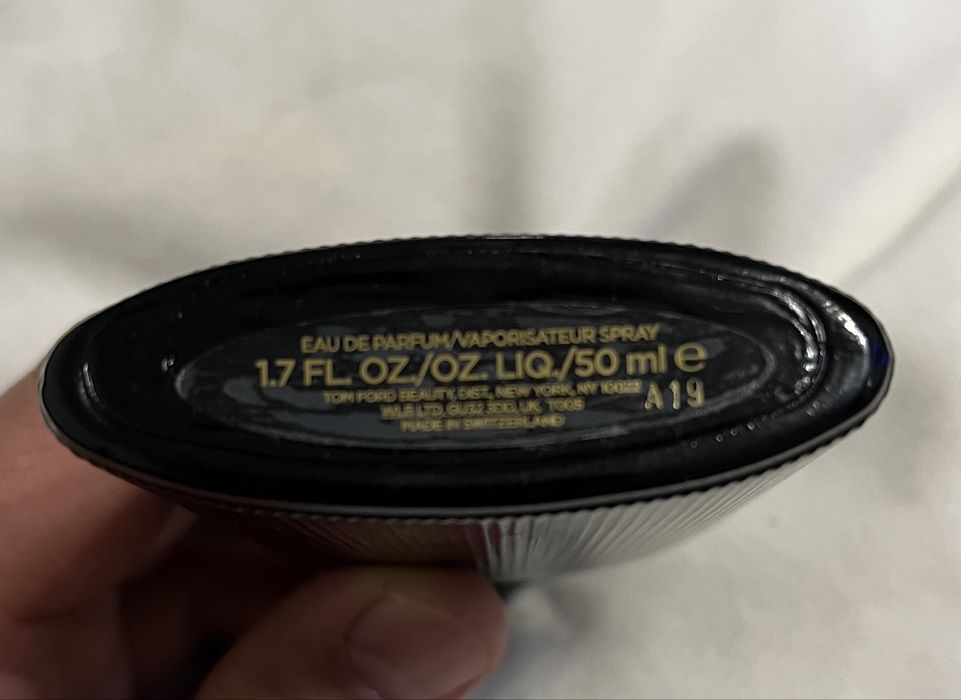 EAU DE PARFUM/VAPORISATEUR SPRAY
1.7 FL. OZ./OZ. LIQ./50 ml ℮
TOM FORD BEAUTY, DIST., NEW YORK, NY 10022
WLB LTD. GU32 3DD, UK T008
A19
MADE IN SWITZERLAND